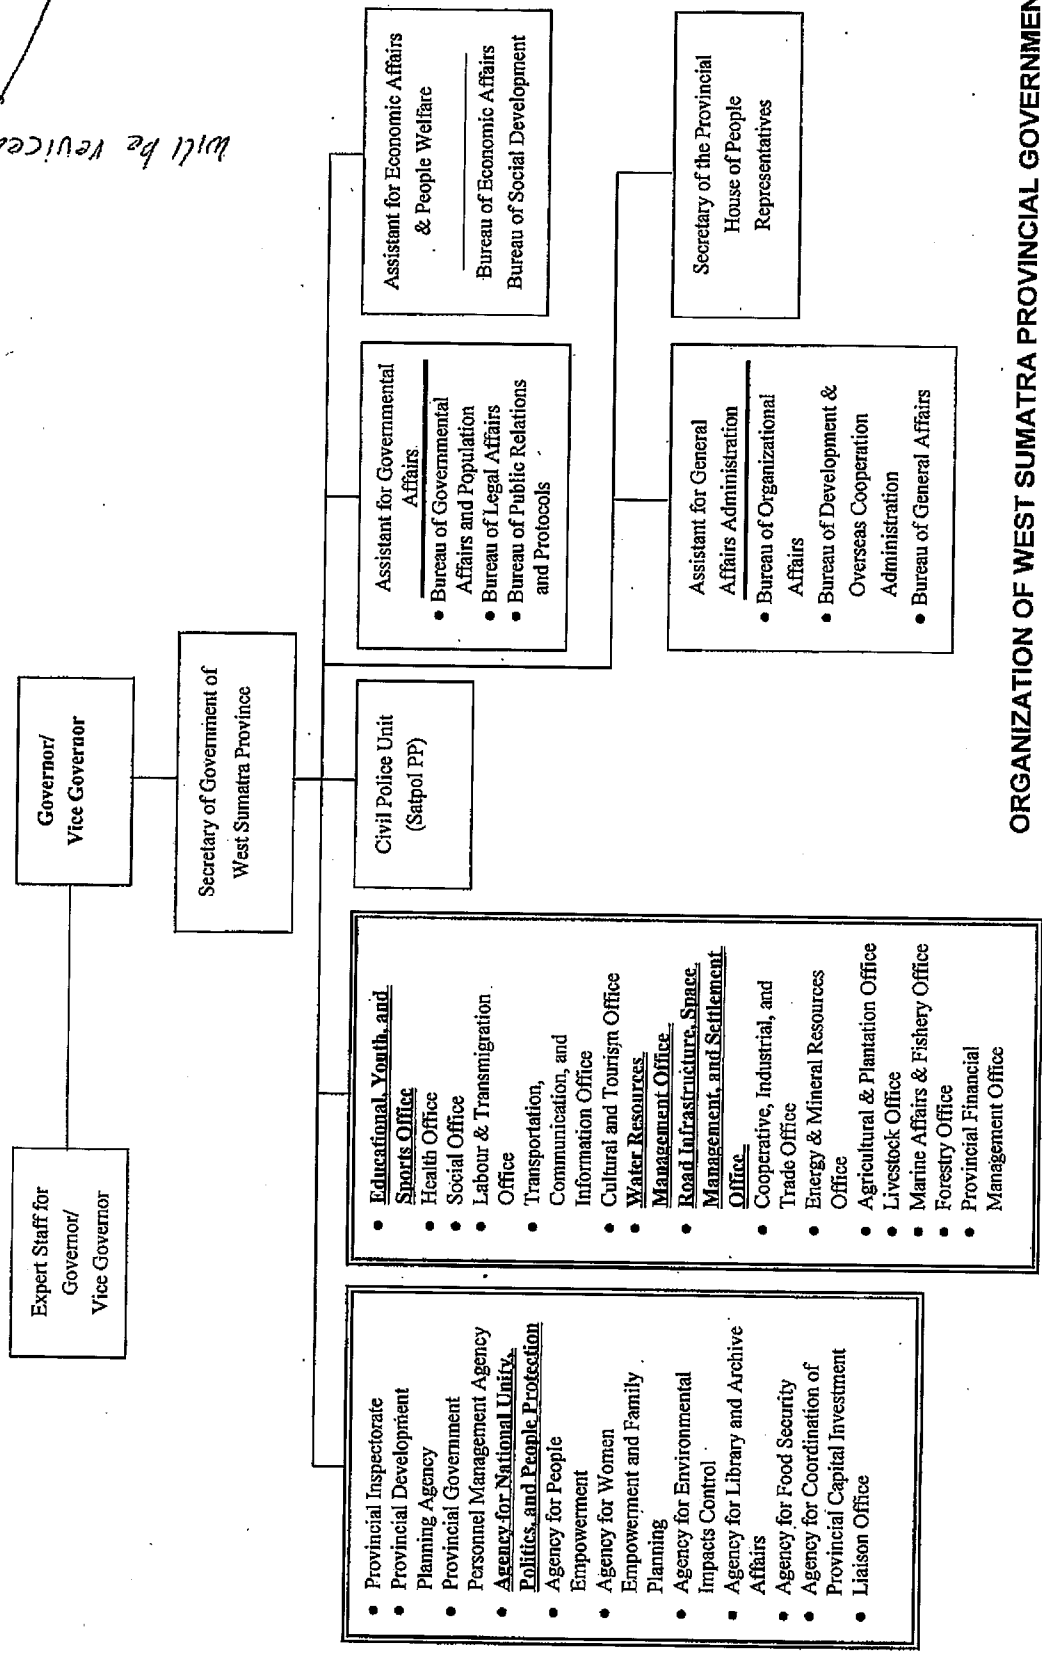 Will be
Governor/
Vice Governor
Expert Staff for
Governor/
Vice Governor
Secretary of Government of
West Sumatra Province
• Provincial Inspectorate
• Provincial Development
Planning Agency
• Provincial Government
Personnel Management Agency
• Agency for National Unity,
Politics, and People Protection
• Agency for People
Empowerment
• Agency for Women
Empowerment and Family
Planning
• Agency for Environmental
Impacts Control
• Agency for Library and Archive
Affairs
• Agency for Food Security
• Agency for Coordination of
Provincial Capital Investment
• Liaison Office
• Educational, Youth, and
Sports Office
• Health Office
• Social Office
• Labour & Transmigration
Office
• Transportation,
Communication, and
Information Office
• Cultural and Tourism Office
• Water Resources
Management Office
• Road Infrastructure, Space
Management, and Settlement
Office
• Cooperative, Industrial, and
Trade Office
• Energy & Mineral Resources
Office
• Agricultural & Plantation Office
• Livestock Office
• Marine Affairs & Fishery Office
• Forestry Office
• Provincial Financial
Management Office
Civil Police Unit
(Satpol PP)
Assistant for Governmental
Affairs
• Bureau of Governmental
Affairs and Population
• Bureau of Legal Affairs
• Bureau of Public Relations
and Protocols
Assistant for Economic Affairs
& People Welfare
Bureau of Economic Affairs
Bureau of Social Development
Assistant for General
Affairs Administration
• Bureau of Organizational
Affairs
• Bureau of Development &
Overseas Cooperation
Administration
• Bureau of General Affairs
Secretary of the Provincial
House of People
Representatives
ORGANIZATION OF WEST SUMATRA PROVINCIAL GOVERNMEN